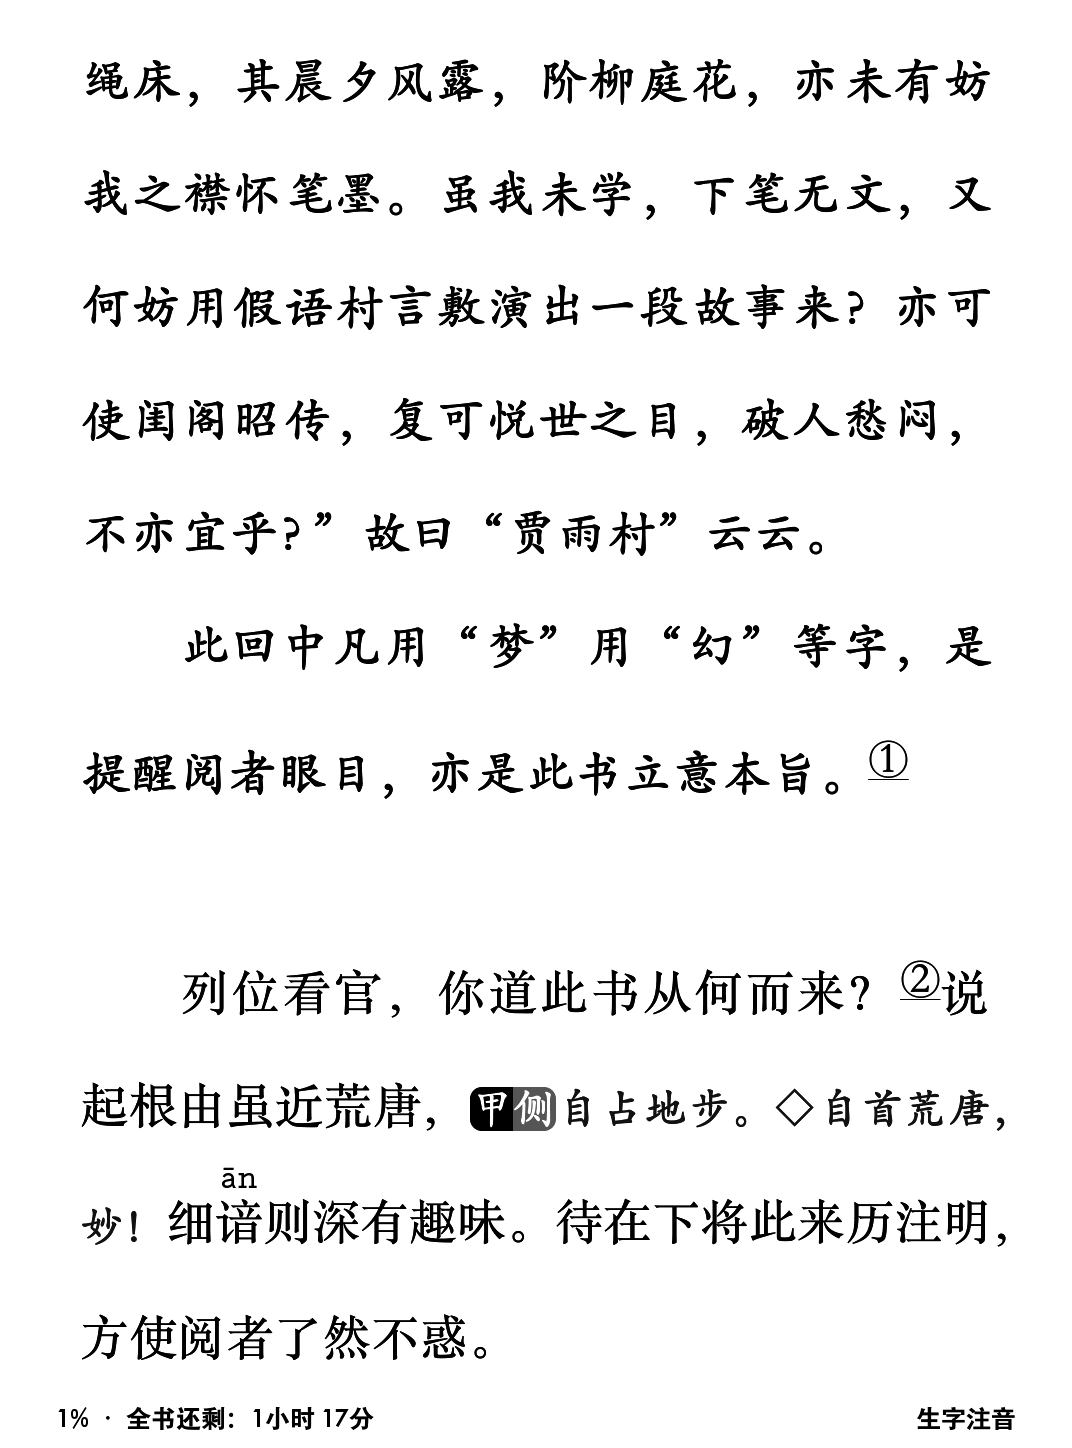 绳床，其晨夕风露，阶柳庭花，亦未有妨
我之襟怀笔墨。虽我未学，下笔无文，又
何妨用假语村言敷演出一段故事来？亦可
使闺阁昭传，复可悦世之目，破人愁闷，
不亦宜乎？”故曰“贾雨村”云云。
此回中凡用“梦”用“幻”等字，是
提醒阅者眼目，亦是此书立意本旨。①
列位看官，你道此书从何而来？②说
起根由虽近荒唐，甲侧自占地步。◇自首荒唐，
ān
妙！细谙则深有趣味。待在下将此来历注明，
方使阅者了然不惑。
1% · 全书还剩：1小时 17分 生字注音